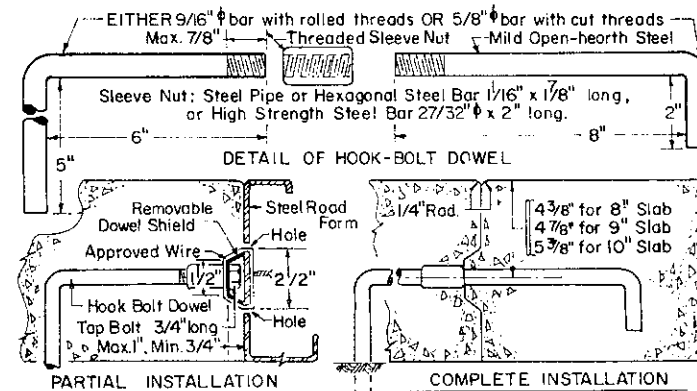 EITHER 9/16" ϕ bar with rolled threads OR 5/8" ϕ bar with cut threads
Max. 7/8"
Threaded Sleeve Nut
Mild Open-hearth Steel
Sleeve Nut: Steel Pipe or Hexagonal Steel Bar 1/16" x 1 7/8" long,
or High Strength Steel Bar 27/32" ϕ x 2" long.
2"
6"
8"
5"
DETAIL OF HOOK-BOLT DOWEL
Removable
Dowel Shield
Steel Road
Form
1/4" Rad.
4 3/8" for 8" Slab
4 7/8" for 9" Slab
5 3/8" for 10" Slab
Hole
Approved Wire
1 1/2"
2 1/2"
Hook Bolt Dowel
Tap Bolt 3/4" long
Hole
Max. 1", Min. 3/4"
PARTIAL INSTALLATION
COMPLETE INSTALLATION